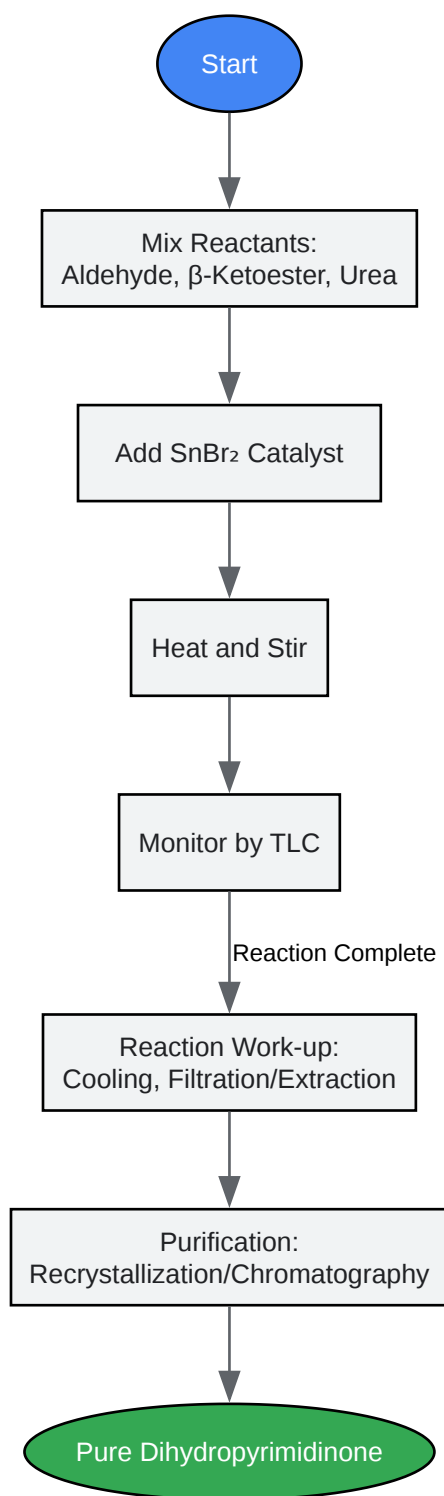 Start
Mix Reactants:
Aldehyde, β-Ketoester, Urea
Add SnBr₂ Catalyst
Heat and Stir
Monitor by TLC
Reaction Complete
Reaction Work-up:
Cooling, Filtration/Extraction
Purification:
Recrystallization/Chromatography
Pure Dihydropyrimidinone